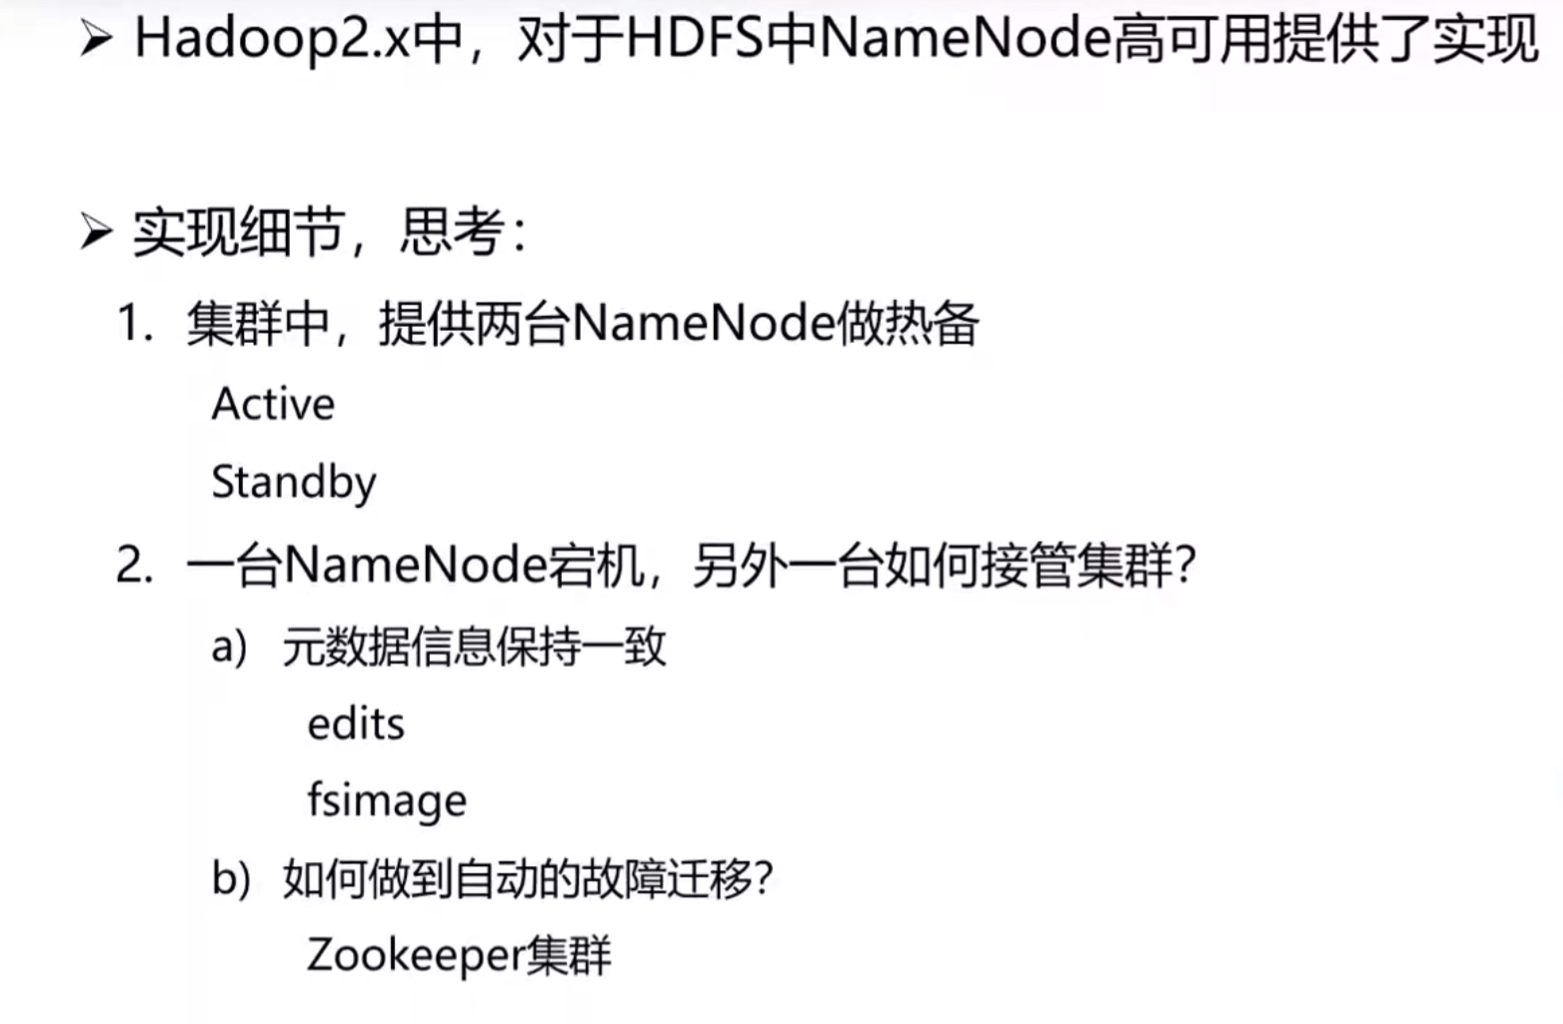 ➢ Hadoop2.x中，对于HDFS中NameNode高可用提供了实现
➢ 实现细节，思考：
1. 集群中，提供两台NameNode做热备
Active
Standby
2. 一台NameNode宕机，另外一台如何接管集群？
a) 元数据信息保持一致
edits
fsimage
b) 如何做到自动的故障迁移？
Zookeeper集群